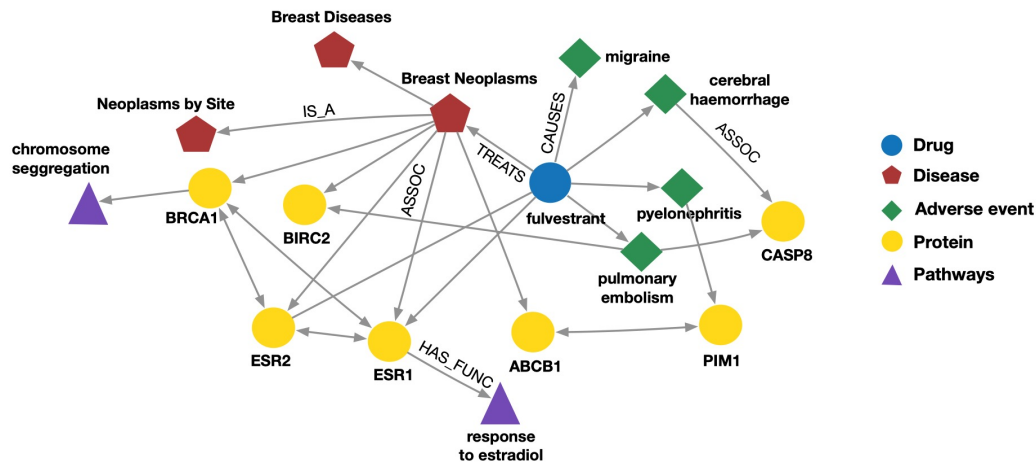 Breast Diseases
migraine
Breast Neoplasms
cerebral
haemorrhage
Neoplasms by Site
IS_A
CAUSES
ASSOC
chromosome
seggregation
TREATS
Drug
Disease
Adverse event
Protein
Pathways
ASSOC
BRCA1
BIRC2
fulvestrant
pyelonephritis
CASP8
pulmonary
embolism
ESR2
ESR1
HAS_FUNC
ABCB1
PIM1
response
to estradiol